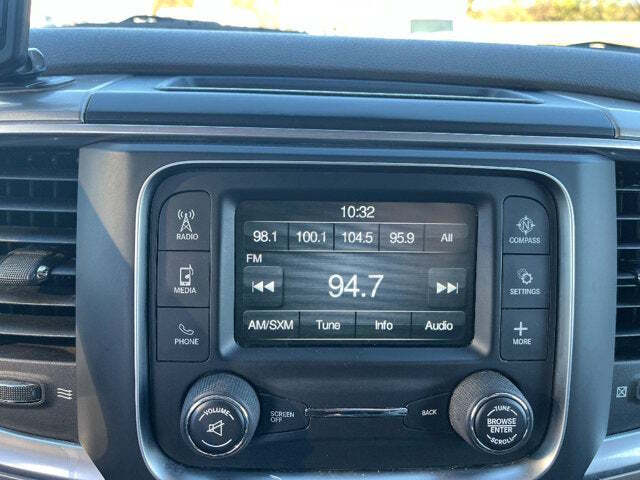 10:32
98.1 100.1 104.5 95.9 All
FM
94.7
AM/SXM Tune Info Audio
RADIO
MEDIA
PHONE
N
COMPASS
SETTINGS
MORE
VOLUME
SCREEN
OFF
BACK
TUNE
BROWSE
ENTER
SCROLL